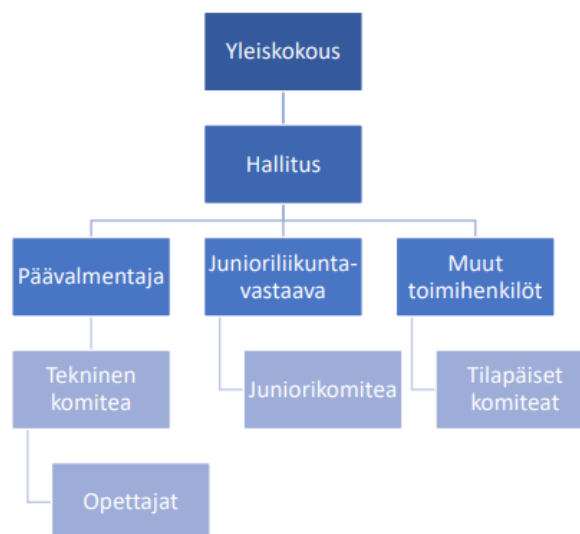 Yleiskokous
Hallitus
Päävalmentaja
Junioriliikunta-
vastaava
Muut
toimihenkilöt
Tekninen
komitea
Juniorikomitea
Tilapäiset
komiteat
Opettajat